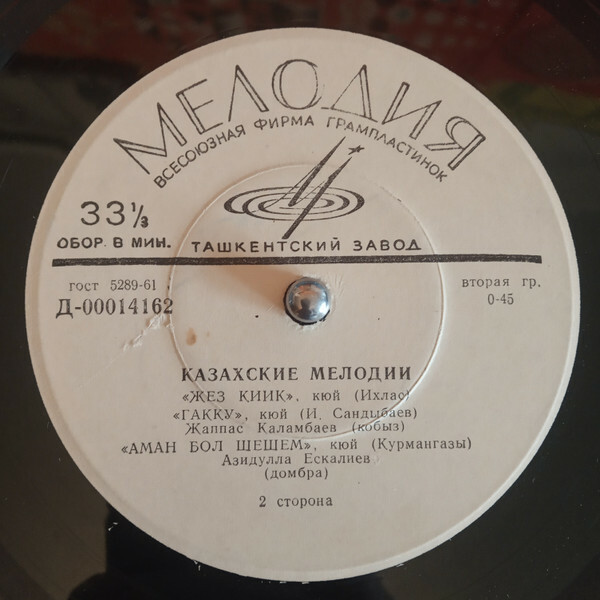 МЕЛОДИЯ
ВСЕСОЮЗНАЯ ФИРМА ГРАМПЛАСТИНОК
33⅓
ОБОР. В МИН. ТАШКЕНТСКИЙ ЗАВОД
гост 5289-61
Д-00014162
вторая гр.
0-45
КАЗАХСКИЕ МЕЛОДИИ
«ЖЕЗ КИИК», кюй (Ихлас)
«ГАККУ», кюй (И. Сандыбаев)
Жаппас Каламбаев (кобыз)
«АМАН БОЛ ШЕШЕМ», кюй (Курмангазы)
Азидулла Ескалиев
(домбра)
2 сторона